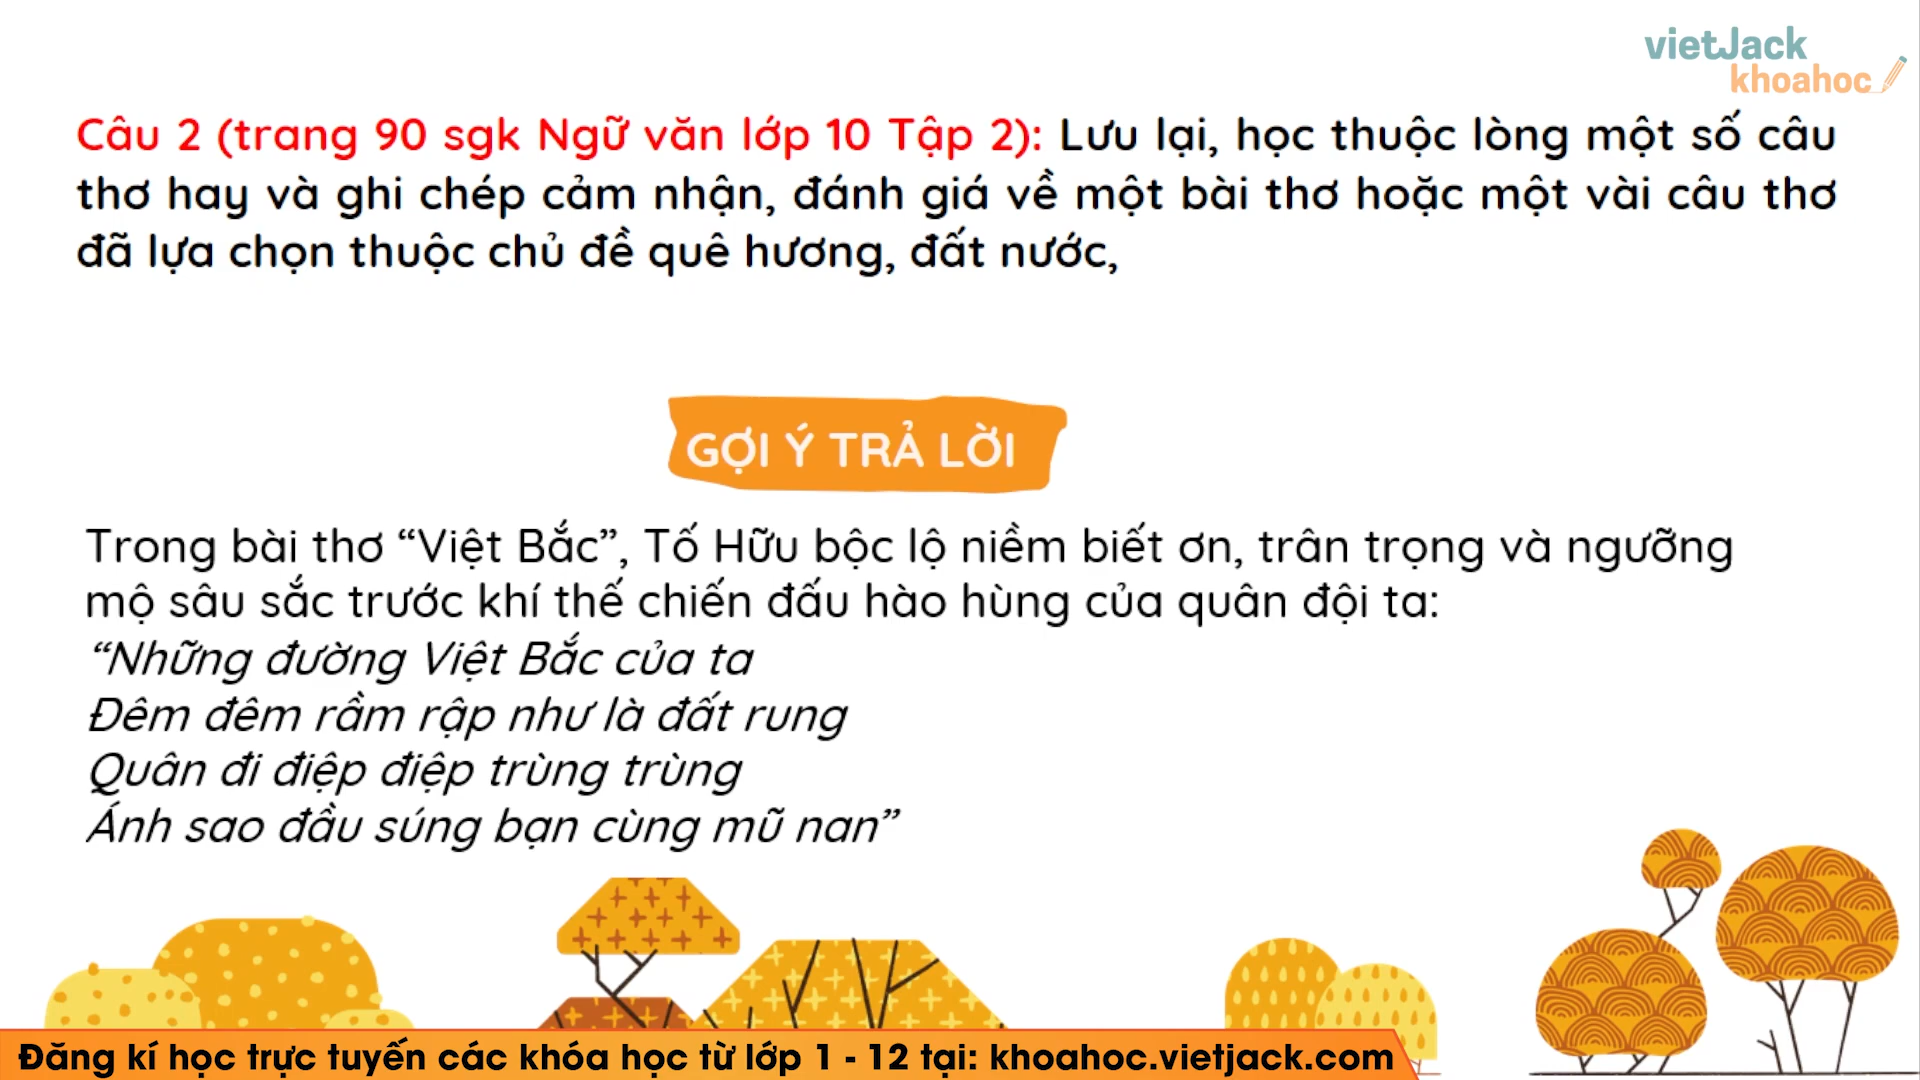 vietJack
khoahoc
Câu 2 (trang 90 sgk Ngữ văn lớp 10 Tập 2): Lưu lại, học thuộc lòng một số câu
thơ hay và ghi chép cảm nhận, đánh giá về một bài thơ hoặc một vài câu thơ
đã lựa chọn thuộc chủ đề quê hương, đất nước,
GỢI Ý TRẢ LỜI
Trong bài thơ “Việt Bắc”, Tố Hữu bộc lộ niềm biết ơn, trân trọng và ngưỡng
mộ sâu sắc trước khí thế chiến đấu hào hùng của quân đội ta:
“Những đường Việt Bắc của ta
Đêm đêm rầm rập như là đất rung
Quân đi điệp điệp trùng trùng
Ánh sao đầu súng bạn cùng mũ nan”
Đăng kí học trực tuyến các khóa học từ lớp 1 - 12 tại: khoahoc.vietjack.com